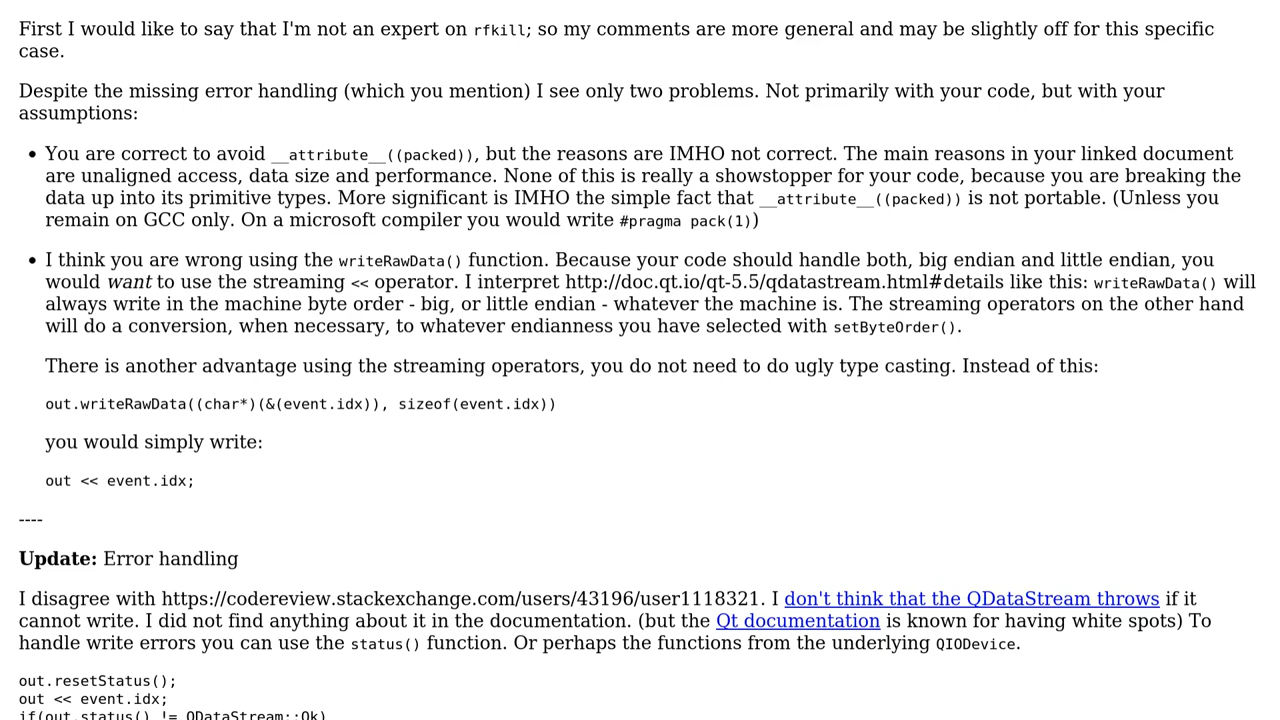 First I would like to say that I'm not an expert on rfkill; so my comments are more general and may be slightly off for this specific
case.
Despite the missing error handling (which you mention) I see only two problems. Not primarily with your code, but with your
assumptions:
• You are correct to avoid __attribute__((packed)), but the reasons are IMHO not correct. The main reasons in your linked document
are unaligned access, data size and performance. None of this is really a showstopper for your code, because you are breaking the
data up into its primitive types. More significant is IMHO the simple fact that __attribute__((packed)) is not portable. (Unless you
remain on GCC only. On a microsoft compiler you would write #pragma pack(1))
• I think you are wrong using the writeRawData() function. Because your code should handle both, big endian and little endian, you
would want to use the streaming << operator. I interpret http://doc.qt.io/qt-5.5/qdatastream.html#details like this: writeRawData() will
always write in the machine byte order - big, or little endian - whatever the machine is. The streaming operators on the other hand
will do a conversion, when necessary, to whatever endianness you have selected with setByteOrder().
There is another advantage using the streaming operators, you do not need to do ugly type casting. Instead of this:
out.writeRawData((char*)(&(event.idx)), sizeof(event.idx))
you would simply write:
out << event.idx;
----
Update: Error handling
I disagree with https://codereview.stackexchange.com/users/43196/user1118321. I don't think that the QDataStream throws if it
cannot write. I did not find anything about it in the documentation. (but the Qt documentation is known for having white spots) To
handle write errors you can use the status() function. Or perhaps the functions from the underlying QIODevice.
out.resetStatus();
out << event.idx;
if(out.status() != QDataStream::Ok)